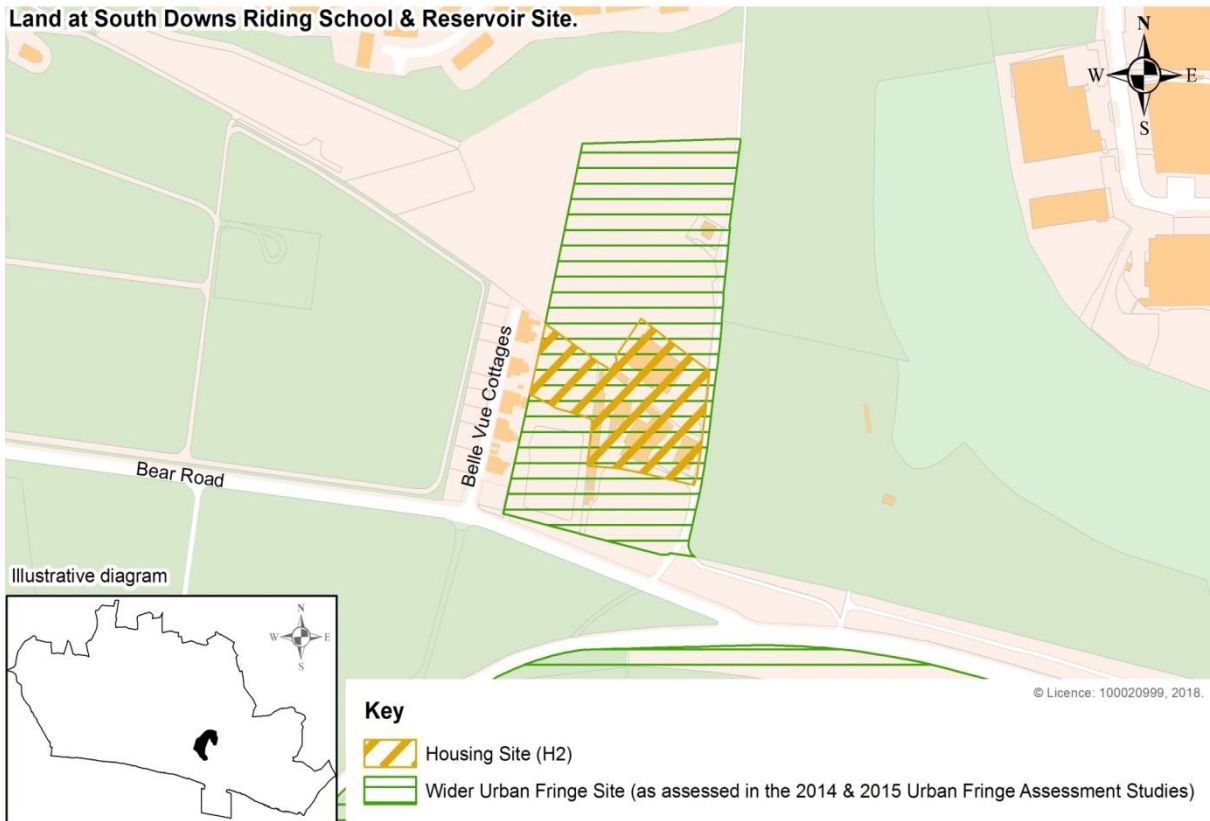 Land at South Downs Riding School & Reservoir Site.
N
W E
S
Belle Vue Cottages
Bear Road
Illustrative diagram
N
W E
S
© Licence: 100020999, 2018.
Key
Housing Site (H2)
Wider Urban Fringe Site (as assessed in the 2014 & 2015 Urban Fringe Assessment Studies)